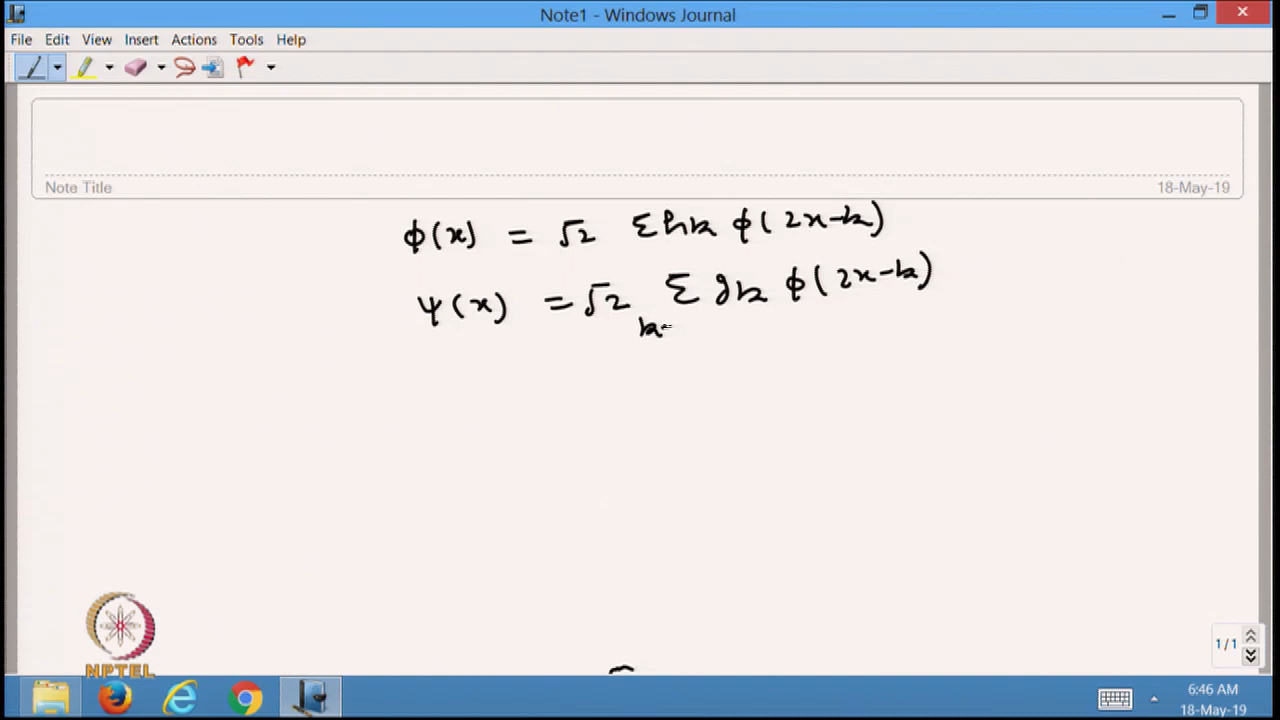 Note1 - Windows Journal
File Edit View Insert Actions Tools Help
Note Title
18-May-19
φ(x) = √2 Σ hk φ(2x-k)
ψ(x) = √2 Σ gk φ(2x-k)
k=
1 / 1
NPTEL
6:46 AM
18-May-19